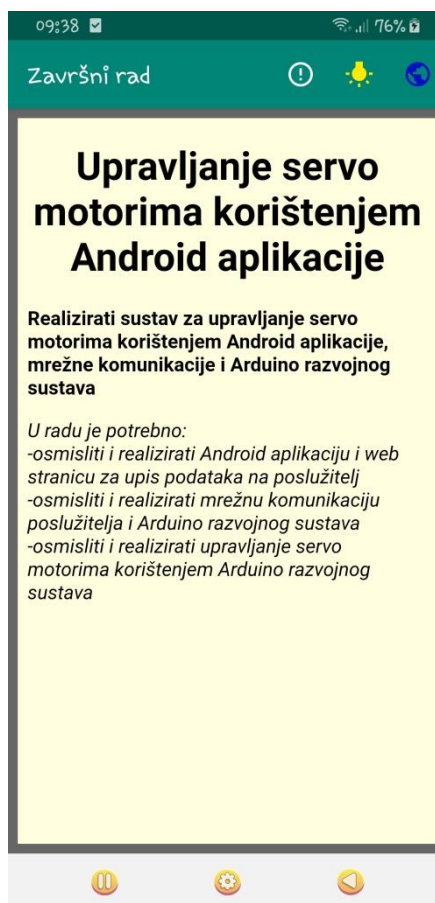 09:38
76%
Završni rad
Upravljanje servo
motorima korištenjem
Android aplikacije
Realizirati sustav za upravljanje servo
motorima korištenjem Android aplikacije,
mrežne komunikacije i Arduino razvojnog
sustava
U radu je potrebno:
-osmisliti i realizirati Android aplikaciju i web
stranicu za upis podataka na poslužitelj
-osmisliti i realizirati mrežnu komunikaciju
poslužitelja i Arduino razvojnog sustava
-osmisliti i realizirati upravljanje servo
motorima korištenjem Arduino razvojnog
sustava